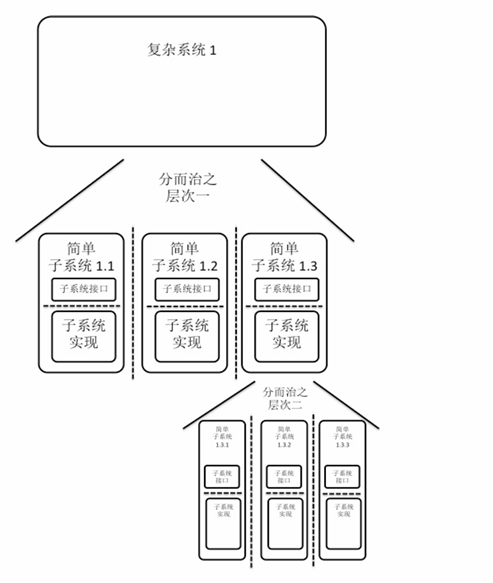 复杂系统 1
分而治之
层次一
简单
子系统 1.1
子系统接口
子系统
实现
简单
子系统 1.2
子系统接口
子系统
实现
简单
子系统 1.3
子系统接口
子系统
实现
分而治之
层次二
简单
子系统
1.3.1
子系统
接口
子系统
实现
简单
子系统
1.3.2
子系统
接口
子系统
实现
简单
子系统
1.3.3
子系统
接口
子系统
实现